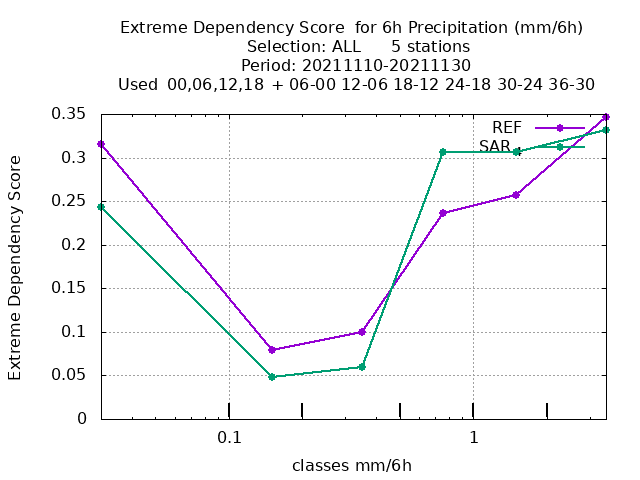 Extreme Dependency Score  for 6h Precipitation (mm/6h)
Selection: ALL      5 stations
Period: 20211110-20211130
Used  00,06,12,18  + 06-00 12-06 18-12 24-18 30-24 36-30
Extreme Dependency Score
0.35
0.3
0.25
0.2
0.15
0.1
0.05
0
REF
SAR
0.1
1
classes mm/6h